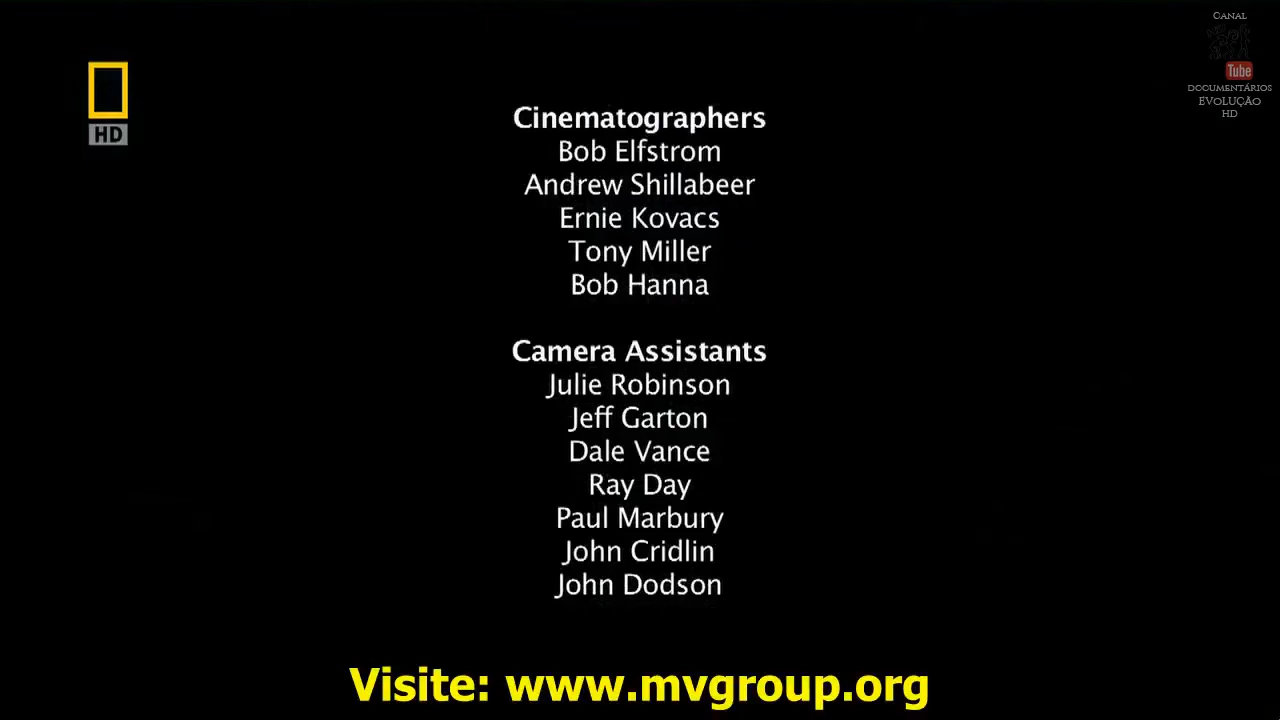 Canal
Tube
DOCUMENTÁRIOS
EVOLUÇÃO
HD
HD
Cinematographers
Bob Elfstrom
Andrew Shillabeer
Ernie Kovacs
Tony Miller
Bob Hanna
Camera Assistants
Julie Robinson
Jeff Garton
Dale Vance
Ray Day
Paul Marbury
John Cridlin
John Dodson
Visite: www.mvgroup.org